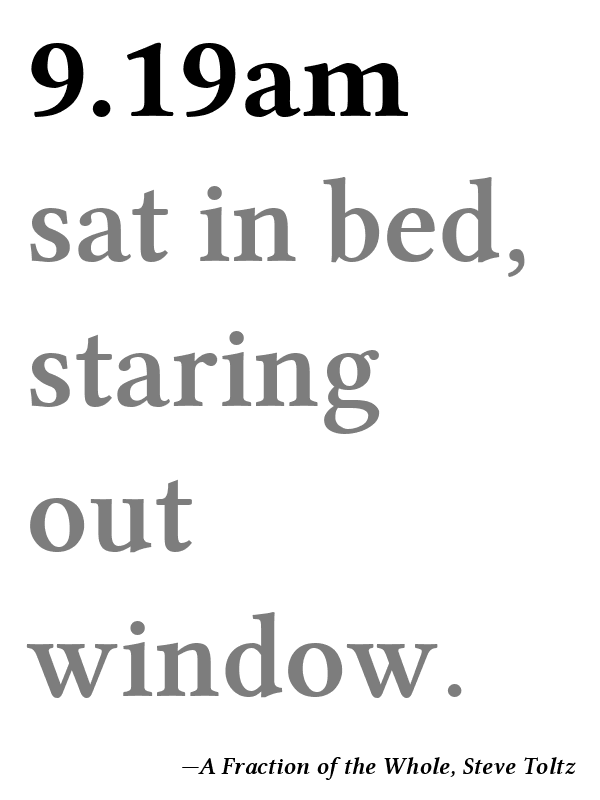 9.19am
sat in bed,
staring
out
window.
—A Fraction of the Whole, Steve Toltz